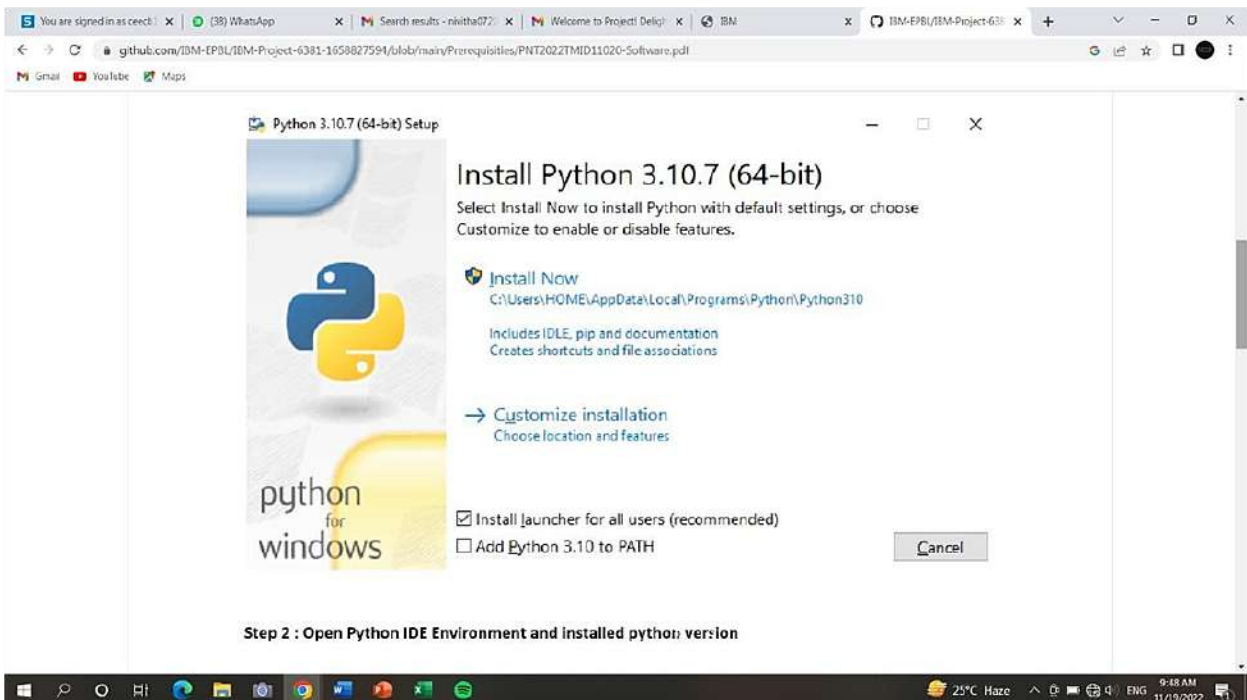 You are signed in as ceech
(38) WhatsApp
Search results - nivitha072
Welcome to Project! Deligh
IBM
IBM-EPBL/IBM-Project-638
github.com/IBM-EPBL/IBM-Project-6381-1658827594/blob/main/Prerequisities/PNT2022TMID11020-Software.pdf
Gmail
YouTube
Maps
Python 3.10.7 (64-bit) Setup
Install Python 3.10.7 (64-bit)
Select Install Now to install Python with default settings, or choose
Customize to enable or disable features.
Install Now
C:\Users\HOME\AppData\Local\Programs\Python\Python310
Includes IDLE, pip and documentation
Creates shortcuts and file associations
Customize installation
Choose location and features
python
for
windows
Install launcher for all users (recommended)
Add Python 3.10 to PATH
Cancel
Step 2 : Open Python IDE Environment and installed python version
25°C Haze
ENG
9:48 AM
11/19/2022